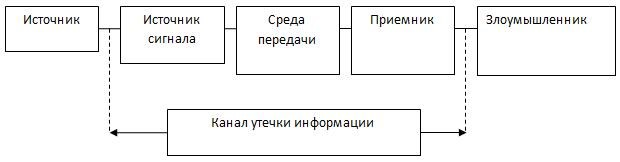 Источник
Источник
сигнала
Среда
передачи
Приемник
Злоумышленник
Канал утечки информации